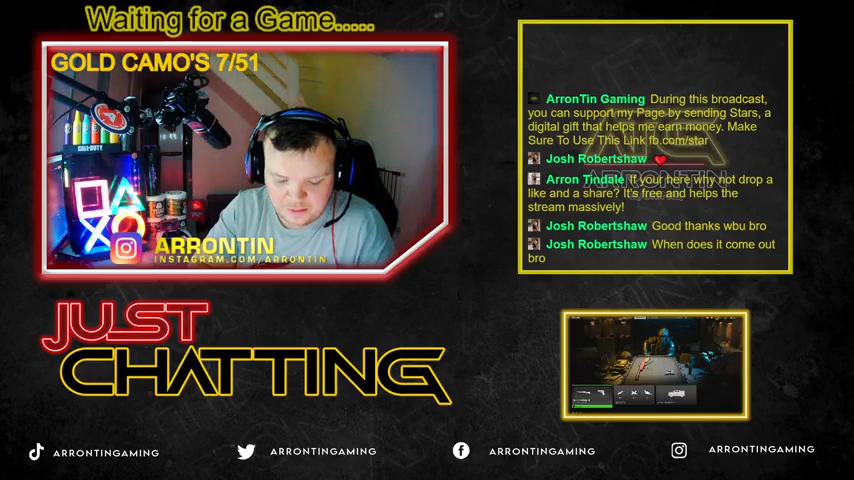 Waiting for a Game.....
GOLD CAMO'S 7/51
ARRONTIN
INSTAGRAM.COM/ARRONTIN
ArronTin Gaming During this broadcast,
you can support my Page by sending Stars, a
digital gift that helps me earn money. Make
Sure To Use This Link fb.com/star
Josh Robertshaw ❤
Arron Tindale If your here why not drop a
like and a share? It's free and helps the
stream massively!
Josh Robertshaw Good thanks wbu bro
Josh Robertshaw When does it come out
bro
ARRONTIN
JUST
CHATTING
ARRONTINGAMING
ARRONTINGAMING
ARRONTINGAMING
ARRONTINGAMING